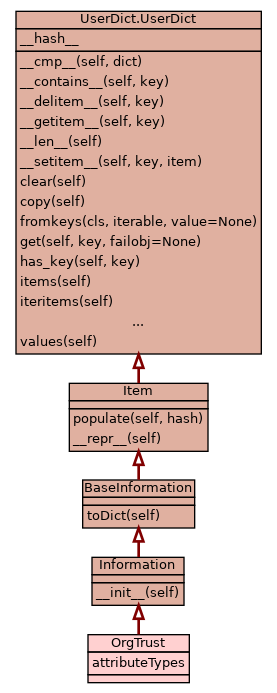 UserDict.UserDict
__hash__
__cmp__(self, dict)
__contains__(self, key)
__delitem__(self, key)
__getitem__(self, key)
__len__(self)
__setitem__(self, key, item)
clear(self)
copy(self)
fromkeys(cls, iterable, value=None)
get(self, key, failobj=None)
has_key(self, key)
items(self)
iteritems(self)
...
values(self)
Item
populate(self, hash)
__repr__(self)
BaseInformation
toDict(self)
Information
__init__(self)
OrgTrust
attributeTypes